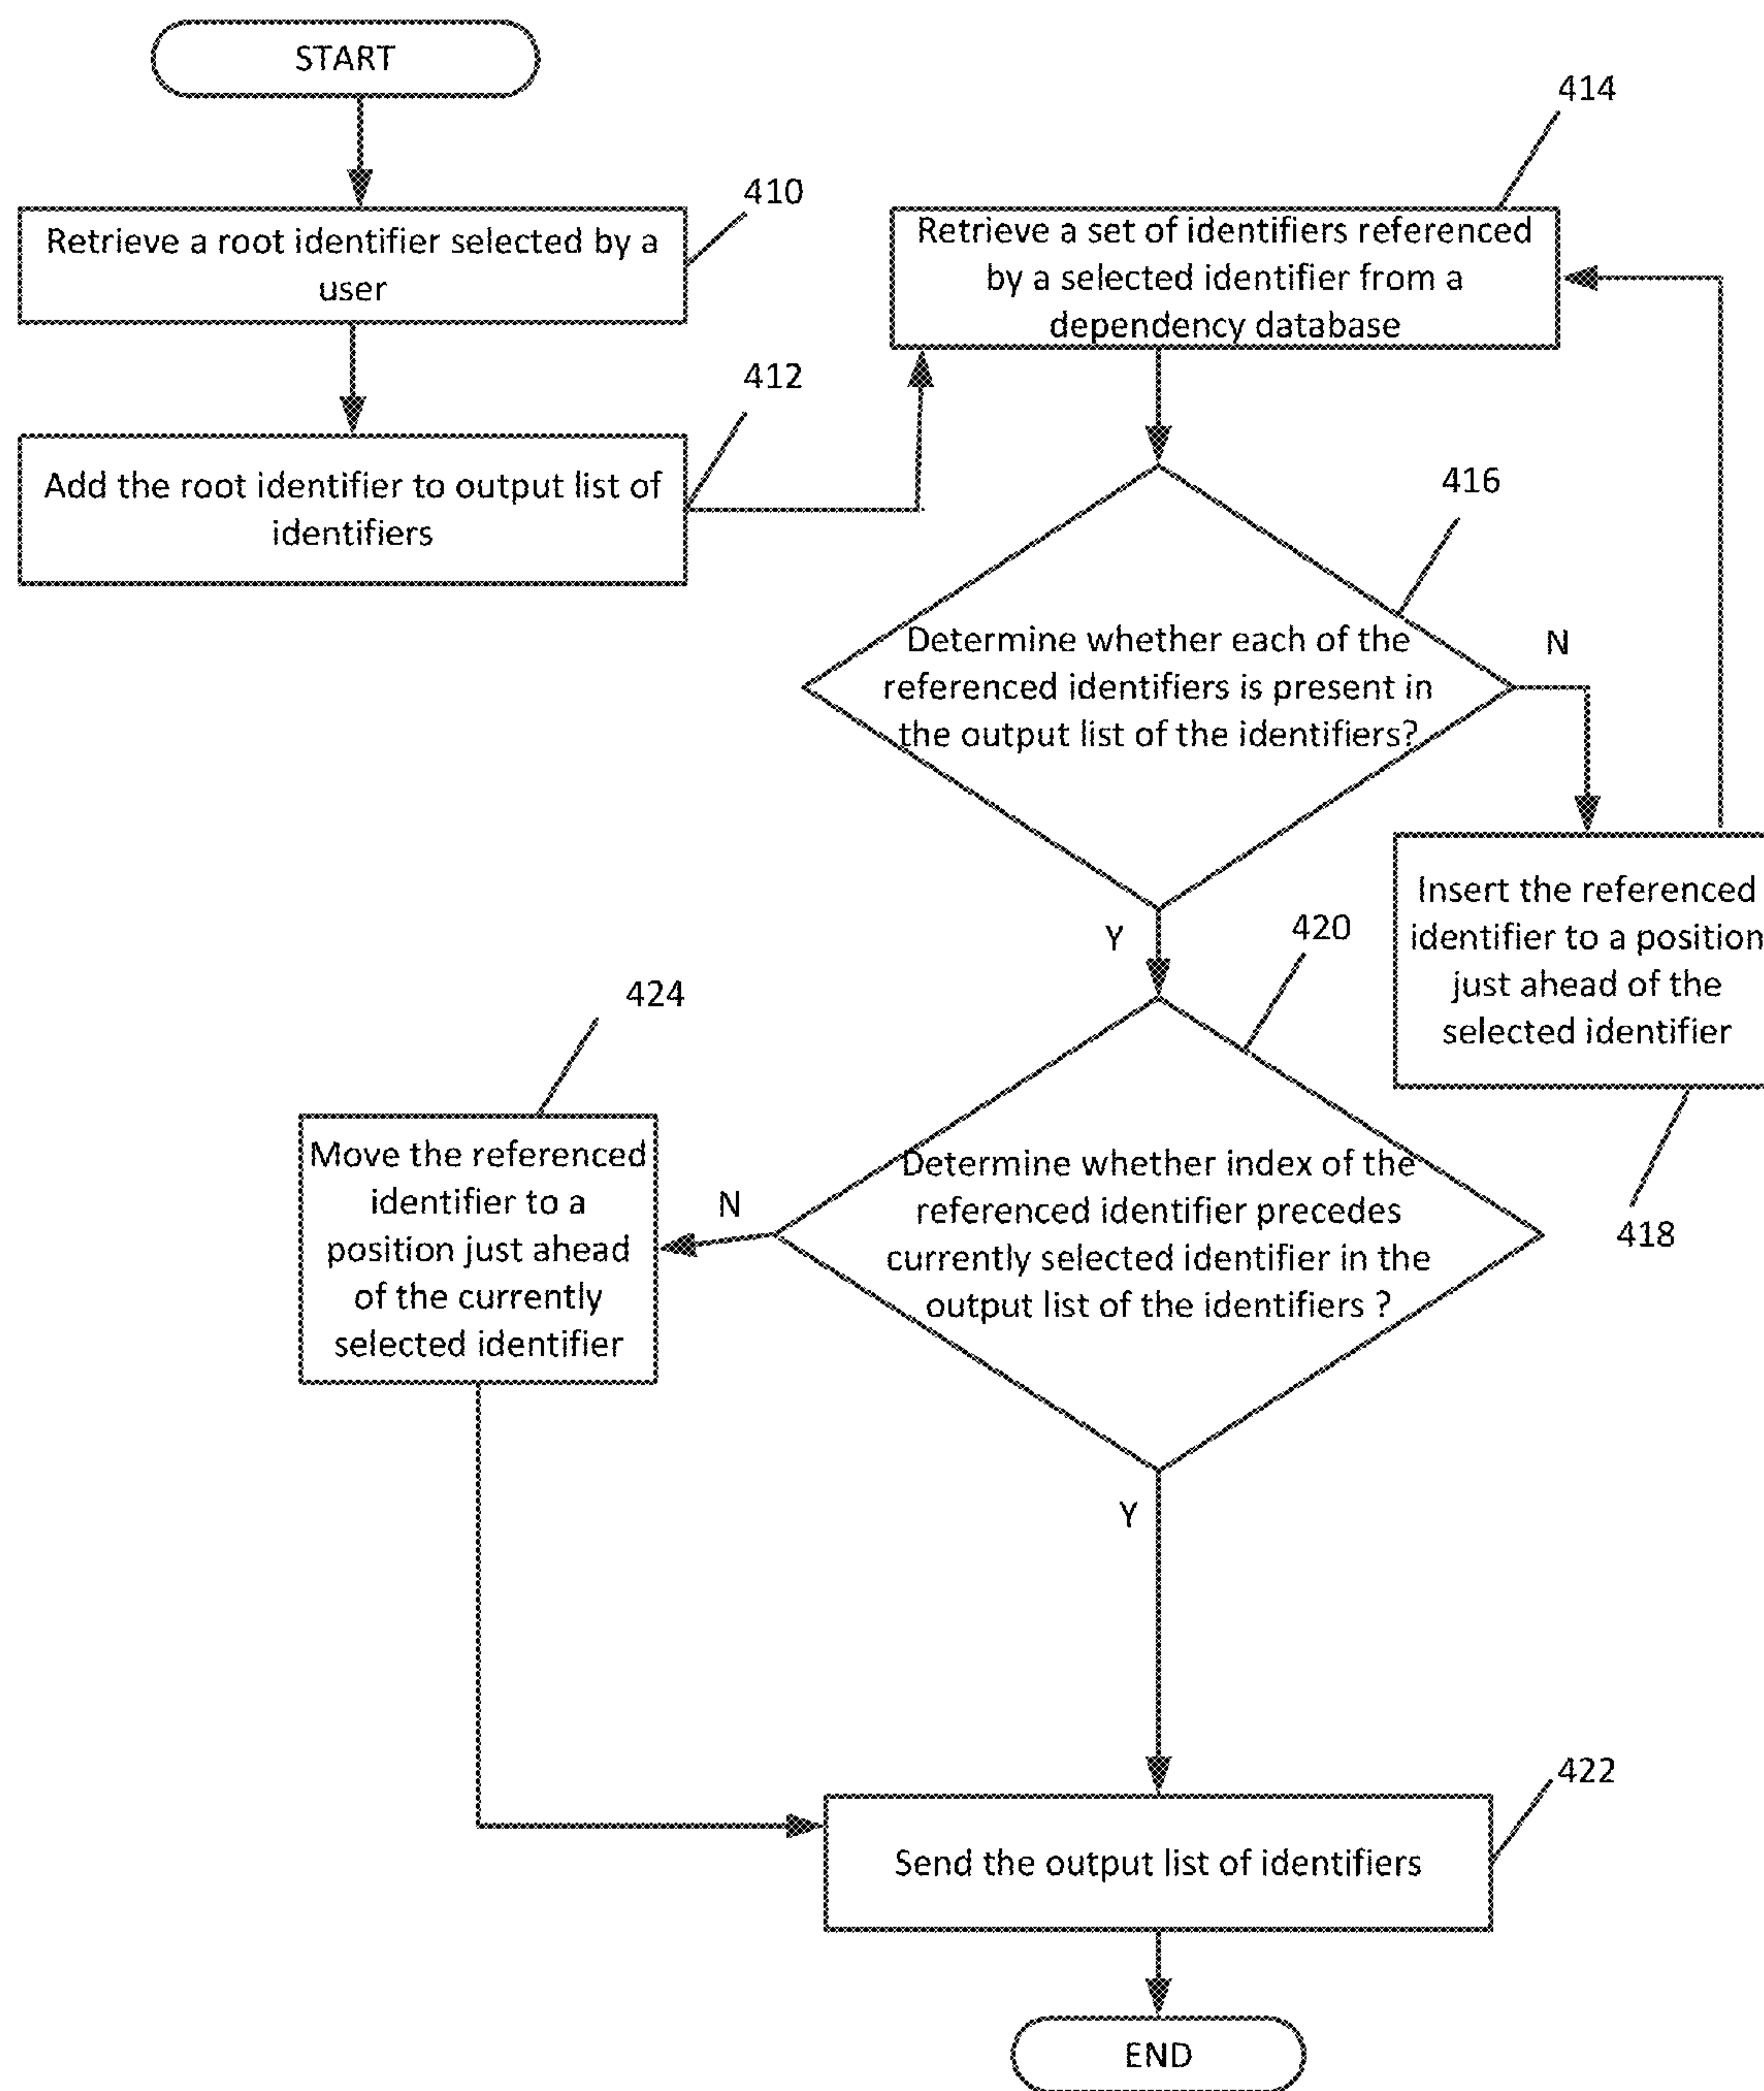 START
410
Retrieve a root identifier selected by a
user
412
Add the root identifier to output list of
identifiers
414
Retrieve a set of identifiers referenced
by a selected identifier from a
dependency database
416
Determine whether each of the
referenced identifiers is present in
the output list of the identifiers?
N
Y
Insert the referenced
identifier to a position
just ahead of the
selected identifier
418
420
Determine whether index of the
referenced identifier precedes
currently selected identifier in the
output list of the identifiers ?
N
Y
424
Move the referenced
identifier to a
position just ahead
of the currently
selected identifier
422
Send the output list of identifiers
END